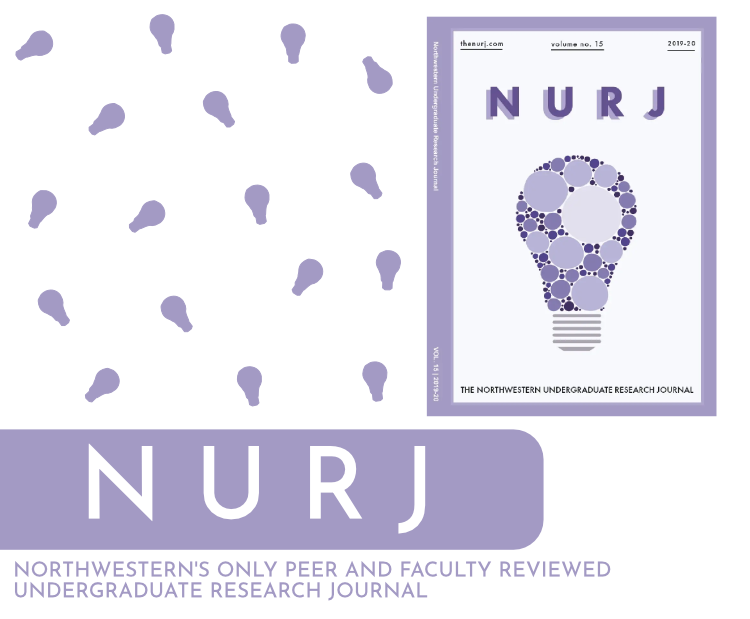 thenurj.com volume no. 15 2019-20
Northwestern Undergraduate Research Journal
NURJ
VOL. 15 | 2019-20
THE NORTHWESTERN UNDERGRADUATE RESEARCH JOURNAL
NURJ
NORTHWESTERN'S ONLY PEER AND FACULTY REVIEWED
UNDERGRADUATE RESEARCH JOURNAL